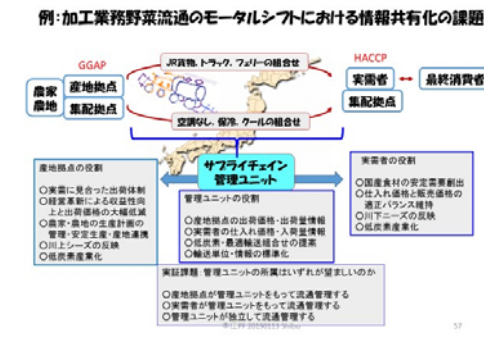 例:加工業務野菜流通のモーダルシフトにおける情報共有化の課題
GGAP
JR貨物、トラック、フェリーの組合せ
HACCP
農家
農地
産地拠点
集配拠点
実需者
集配拠点
最終消費者
空調なし、保冷、クールの組合せ
サプライチェイン
管理ユニット
産地拠点の役割
○実需に見合った出荷体制
○経営革新による収益性向
上と出荷価格の大幅低減
○農家・農地の生産計画の
管理・安定生産・産地連携
○川上シーズの反映
○低炭素産業化
管理ユニットの役割
○産地拠点の出荷価格・出荷量情報
○実需者の仕入れ価格・入荷量情報
○低炭素・最適輸送組合せの提案
○輸送単位・情報の標準化
実需者の役割
○国産食材の安定需要創出
○仕入れ価格と販売価格の
適正バランス維持
○川下ニーズの反映
○低炭素産業化
実証課題:管理ユニットの所属はいずれが望ましいのか
○産地拠点が管理ユニットをもって流通管理する
○実需者が管理ユニットをもって流通管理する
○管理ユニットが独立して流通管理する
20190113 Shibu
57